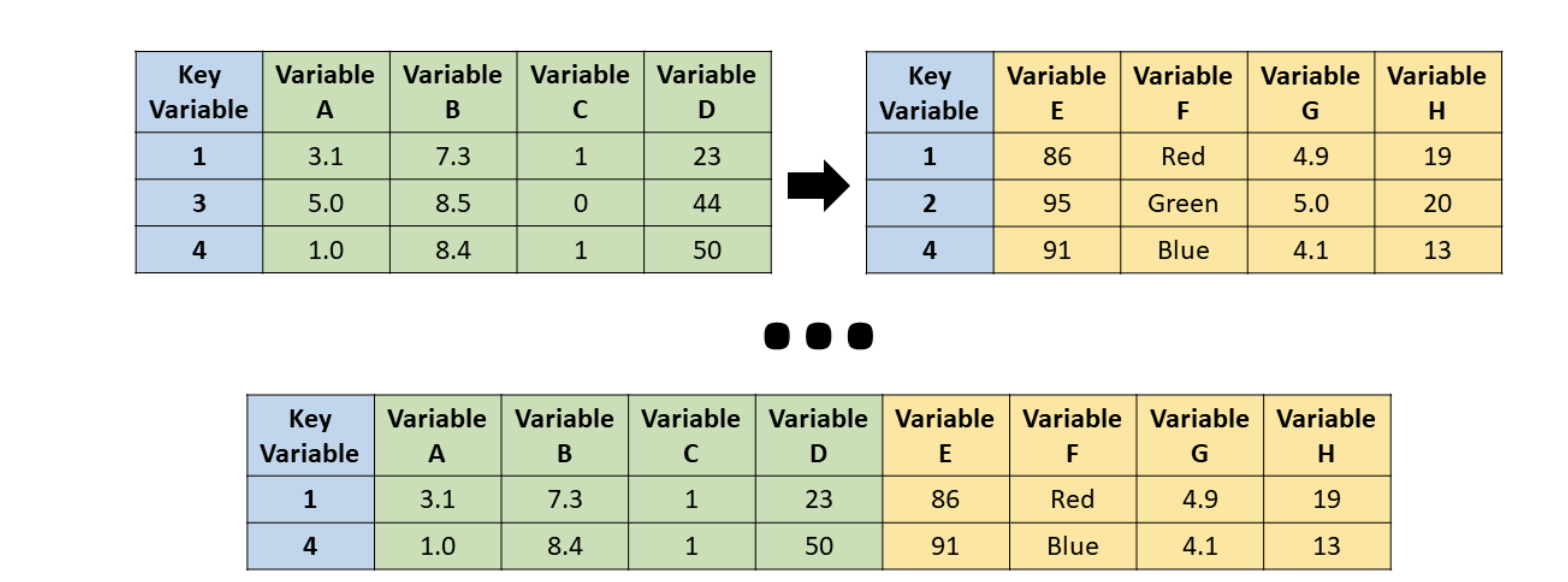 Key Variable Variable A Variable B Variable C Variable D
1 3.1 7.3 1 23
3 5.0 8.5 0 44
4 1.0 8.4 1 50
Key Variable Variable E Variable F Variable G Variable H
1 86 Red 4.9 19
2 95 Green 5.0 20
4 91 Blue 4.1 13
Key Variable Variable A Variable B Variable C Variable D Variable E Variable F Variable G Variable H
1 3.1 7.3 1 23 86 Red 4.9 19
4 1.0 8.4 1 50 91 Blue 4.1 13